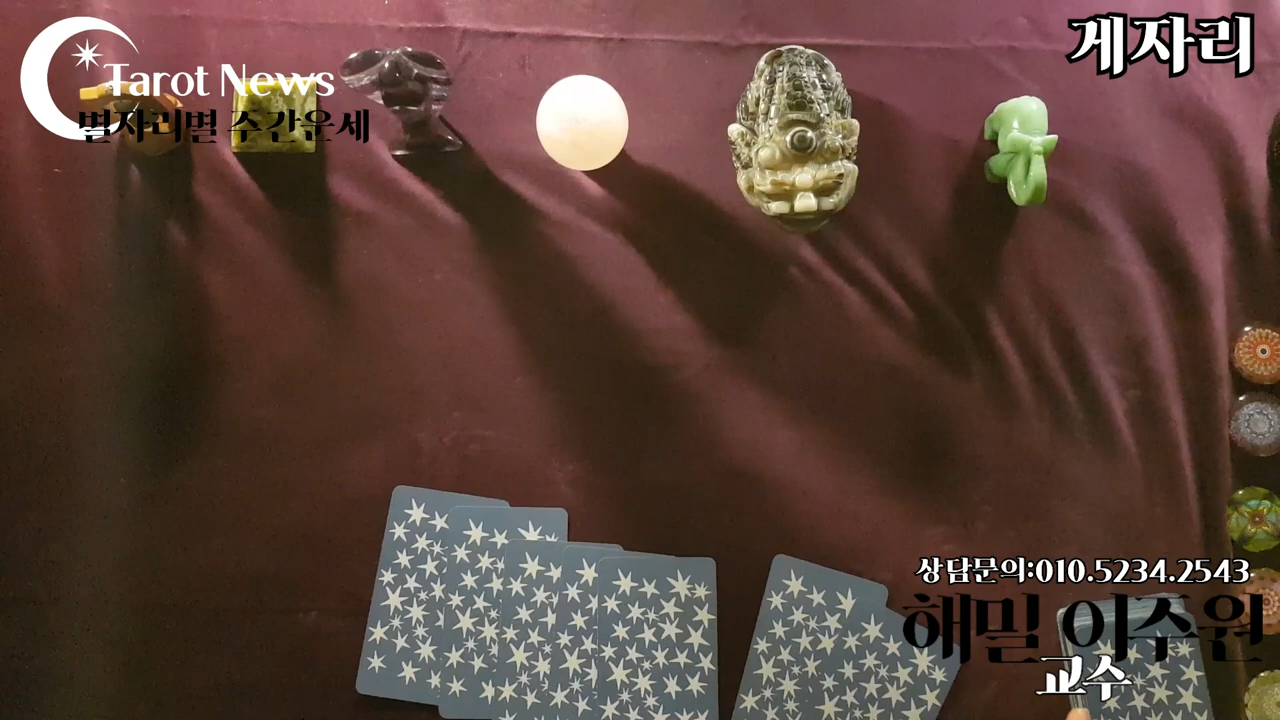 게자리
Tarot News
별자리별 주간운세
상담문의:010.5234.2543
해밀 이주원
교수